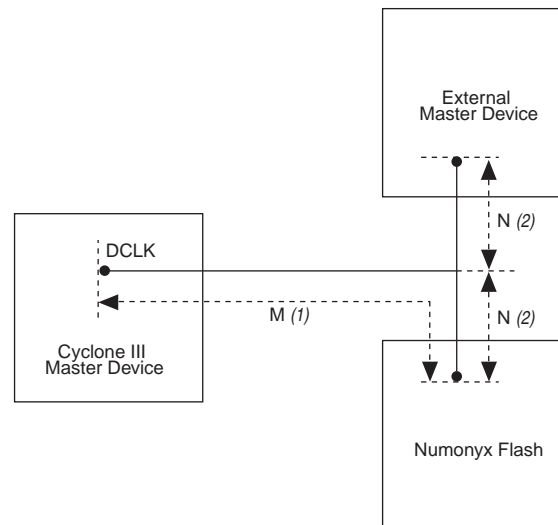 External
Master Device
N (2)
DCLK
M (1)
N (2)
Cyclone III
Master Device
Numonyx Flash